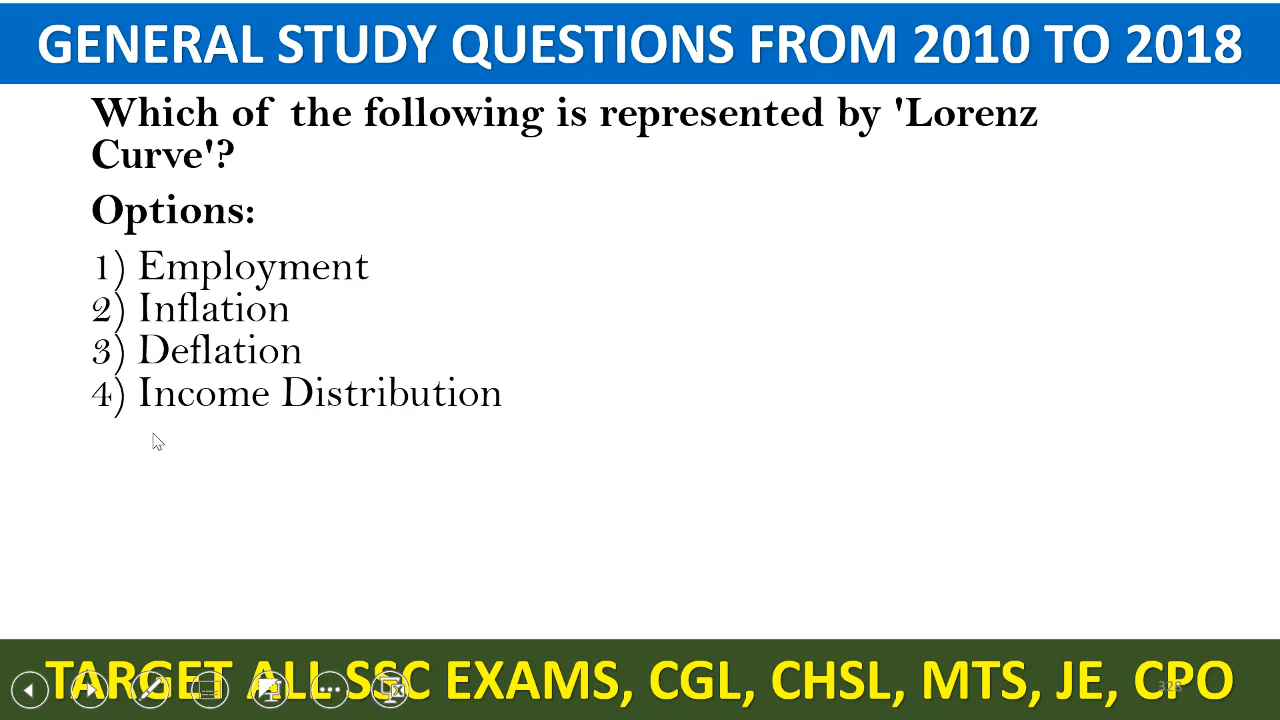 GENERAL STUDY QUESTIONS FROM 2010 TO 2018
Which of the following is represented by 'Lorenz
Curve'?
Options:
1) Employment
2) Inflation
3) Deflation
4) Income Distribution
TARGET ALL SSC EXAMS, CGL, CHSL, MTS, JE, CPO
328